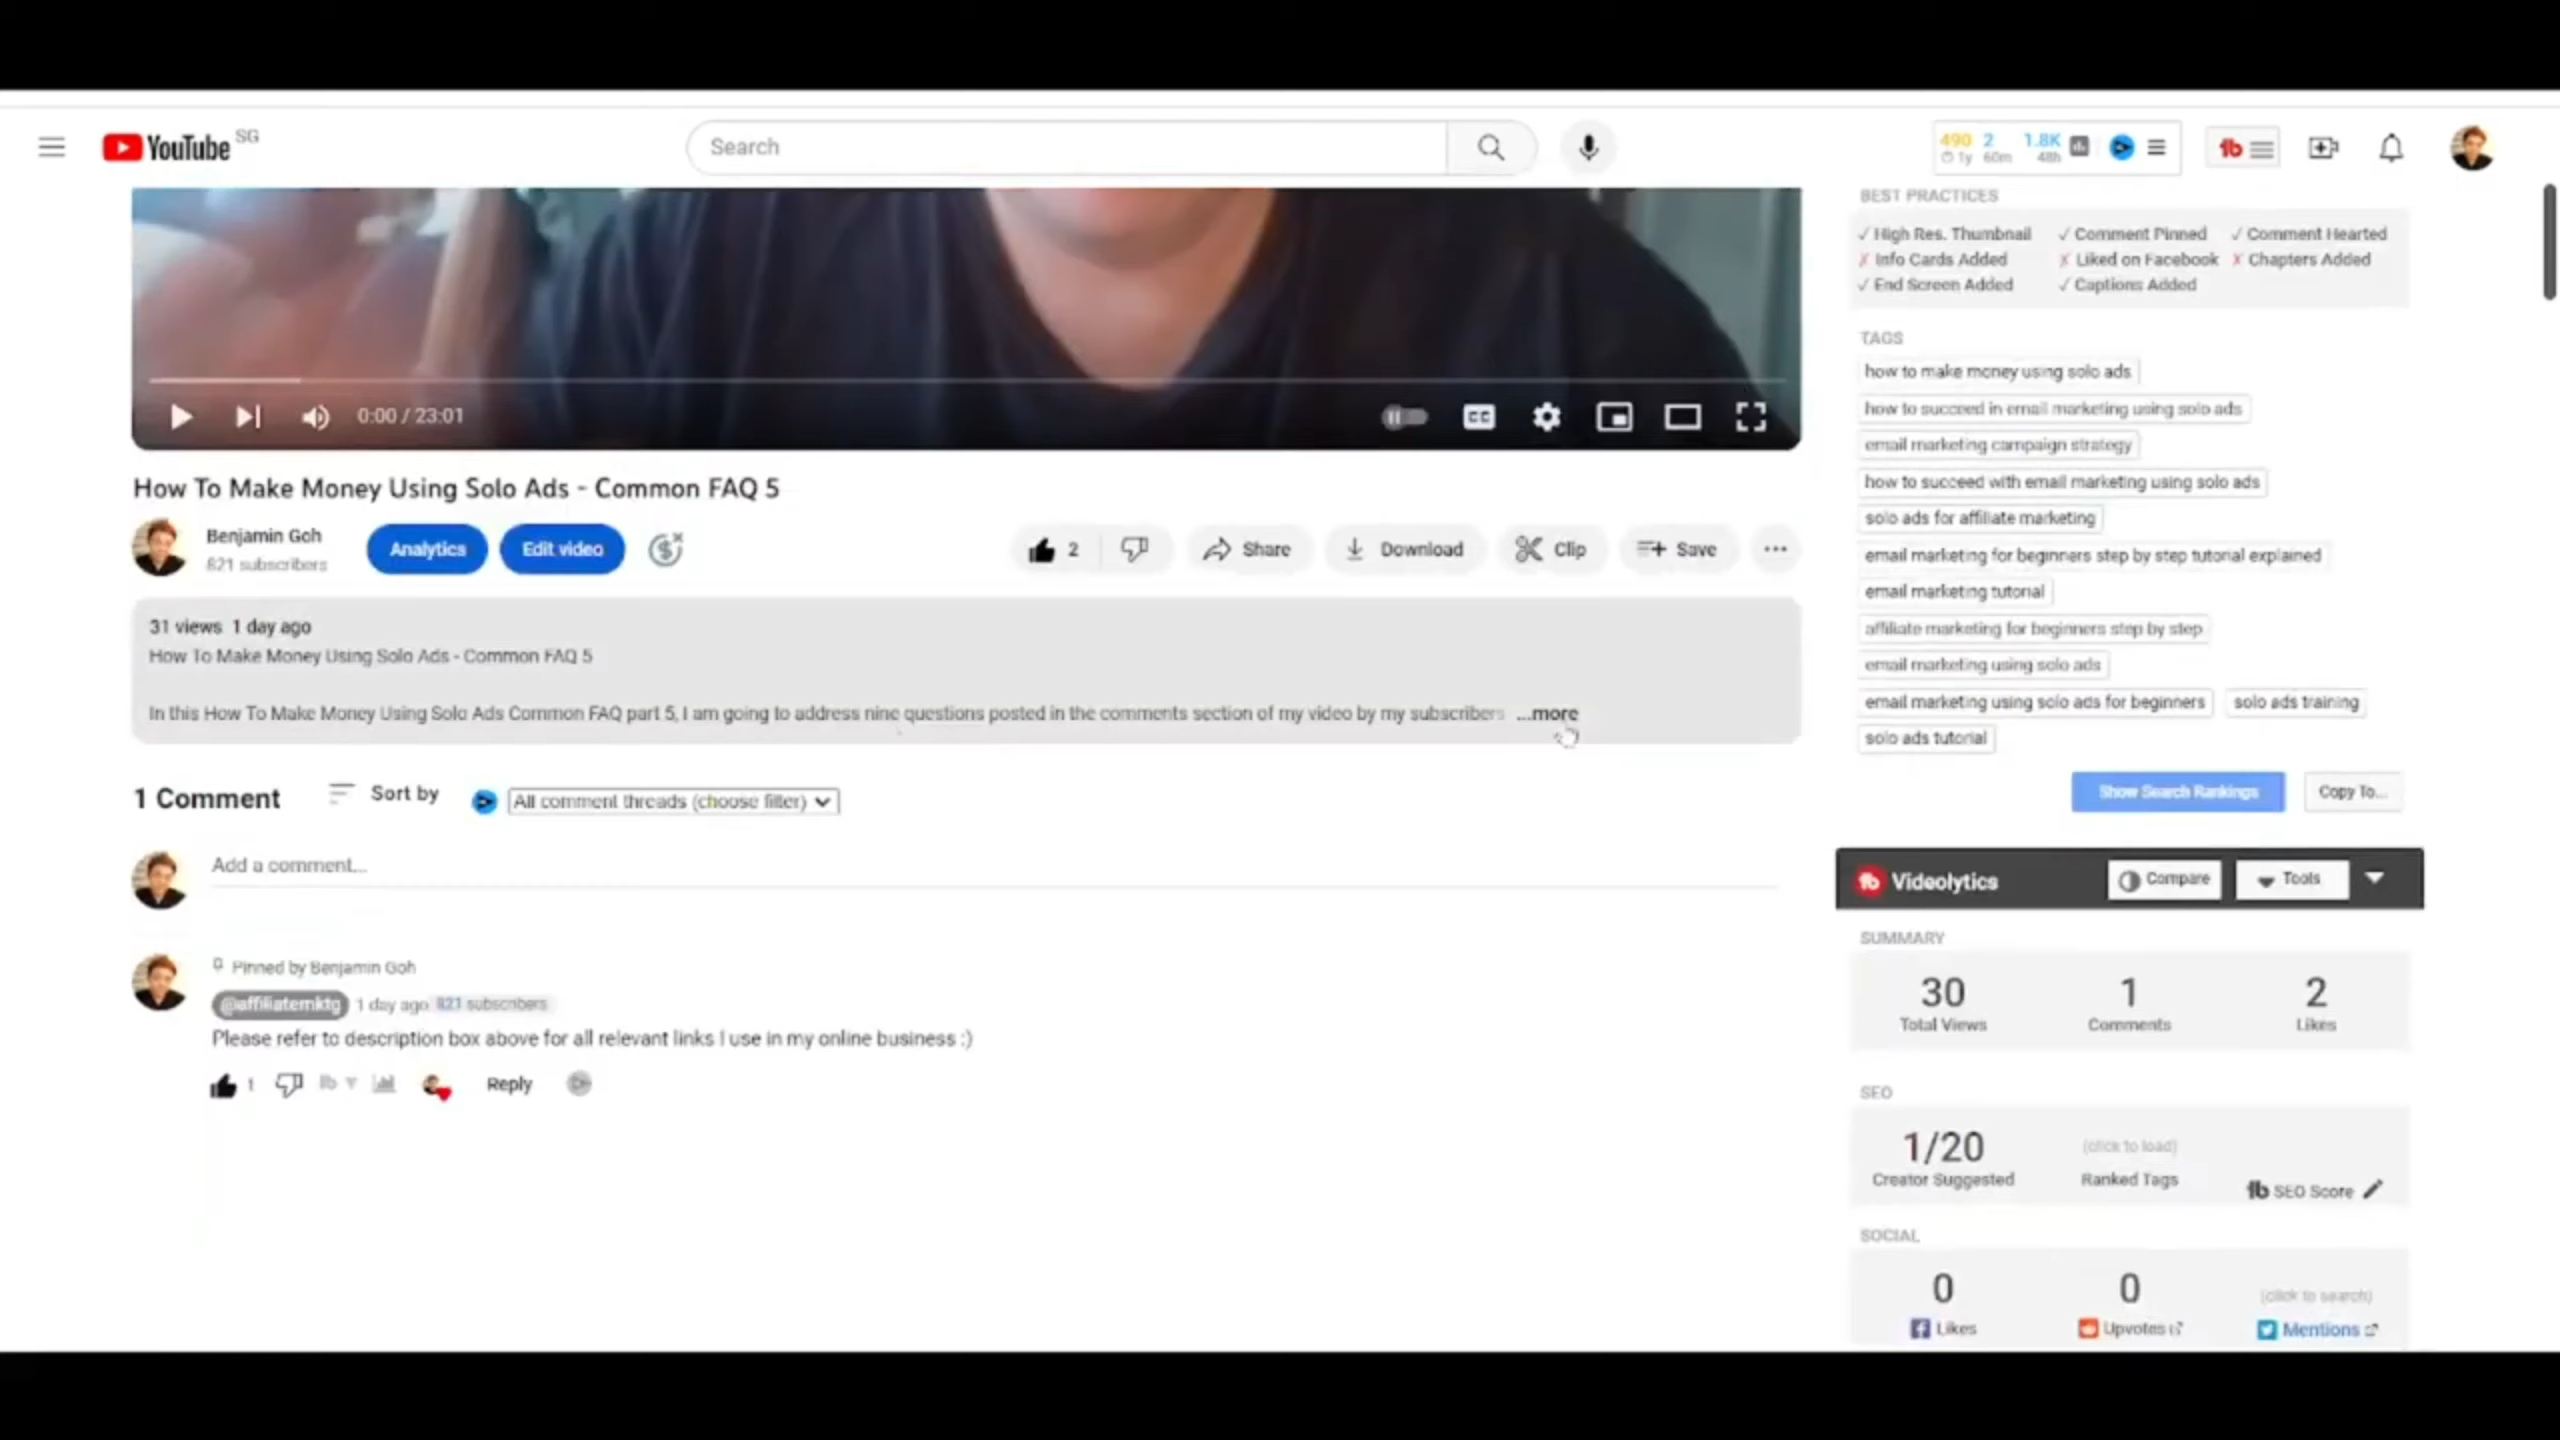 YouTube SG
Search
490 2 1.8K
1y 60m 48h
BEST PRACTICES
✓ High Res. Thumbnail ✓ Comment Pinned ✓ Comment Hearted
✗ Info Cards Added ✗ Liked on Facebook ✗ Chapters Added
✓ End Screen Added ✓ Captions Added
TAGS
how to make money using solo ads
how to succeed in email marketing using solo ads
email marketing campaign strategy
how to succeed with email marketing using solo ads
solo ads for affiliate marketing
email marketing for beginners step by step tutorial explained
email marketing tutorial
affiliate marketing for beginners step by step
email marketing using solo ads
email marketing using solo ads for beginners solo ads training
solo ads tutorial
Show Search Rankings Copy To...
0:00 / 23:01
CC
How To Make Money Using Solo Ads - Common FAQ 5
Benjamin Goh
821 subscribers
Analytics Edit video
2 Share Download Clip Save ...
31 views 1 day ago
How To Make Money Using Solo Ads - Common FAQ 5
In this How To Make Money Using Solo Ads Common FAQ part 5, I am going to address nine questions posted in the comments section of my video by my subscribers ...more
1 Comment Sort by All comment threads (choose filter)
Add a comment...
Pinned by Benjamin Goh
@affiliatemktg 1 day ago 821 subscribers
Please refer to description box above for all relevant links I use in my online business :)
1 Reply
Videolytics Compare Tools
SUMMARY
30 1 2
Total Views Comments Likes
SEO
1/20 (click to load)
Creator Suggested Ranked Tags SEO Score
SOCIAL
0 0 (click to search)
Likes Upvotes Mentions